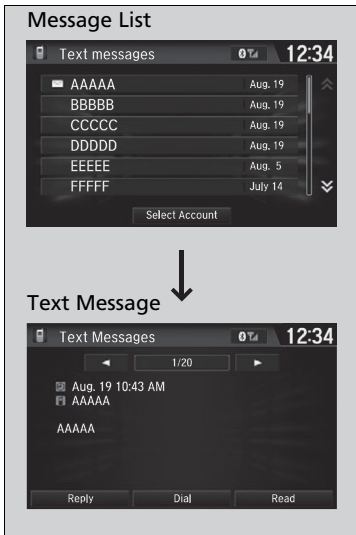 Message List
Text messages 12:34
AAAAA Aug. 19
BBBBB Aug. 19
CCCCC Aug. 19
DDDDD Aug. 19
EEEEE Aug. 5
FFFFF July 14
Select Account
Text Message
Text Messages 12:34
1/20
Aug. 19 10:43 AM
AAAAA
AAAAA
Reply Dial Read